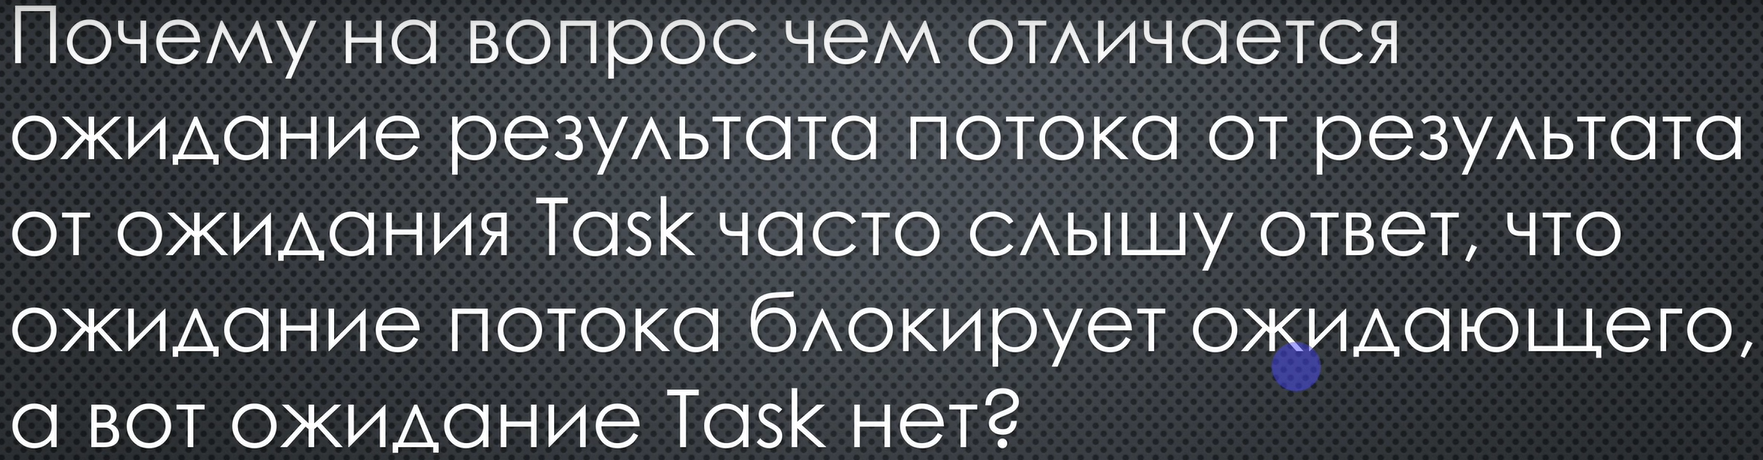 Почему на вопрос чем отличается
ожидание результата потока от результата
от ожидания Task часто слышу ответ, что
ожидание потока блокирует ожидающего,
а вот ожидание Task нет?